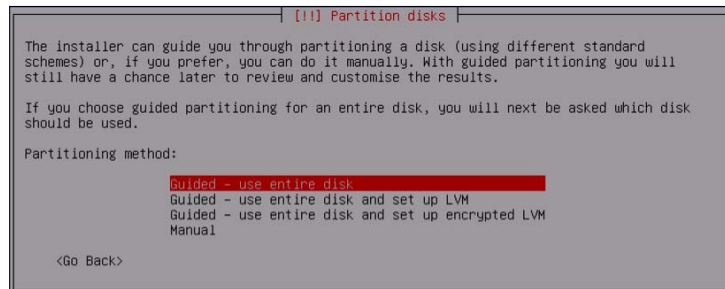 [!!] Partition disks
The installer can guide you through partitioning a disk (using different standard
schemes) or, if you prefer, you can do it manually. With guided partitioning you will
still have a chance later to review and customise the results.
If you choose guided partitioning for an entire disk, you will next be asked which disk
should be used.
Partitioning method:
Guided - use entire disk
Guided - use entire disk and set up LVM
Guided - use entire disk and set up encrypted LVM
Manual
<Go Back>